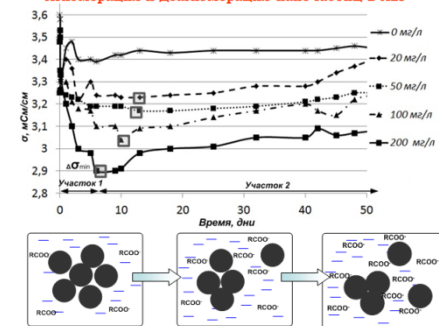 3,6
3,5
3,4
3,3
3,2
3,1
3
2,9
2,8
σ, мСм/см
0 мг/л
20 мг/л
50 мг/л
100 мг/л
200 мг/л
Δσmin
Участок 1
Участок 2
0 10 20 30 40 50
Время, дни
RCOO⁻ RCOO⁻ RCOO⁻
RCOO⁻ RCOO⁻ RCOO⁻
RCOO⁻ RCOO⁻ RCOO⁻ RCOO⁻ RCOO⁻